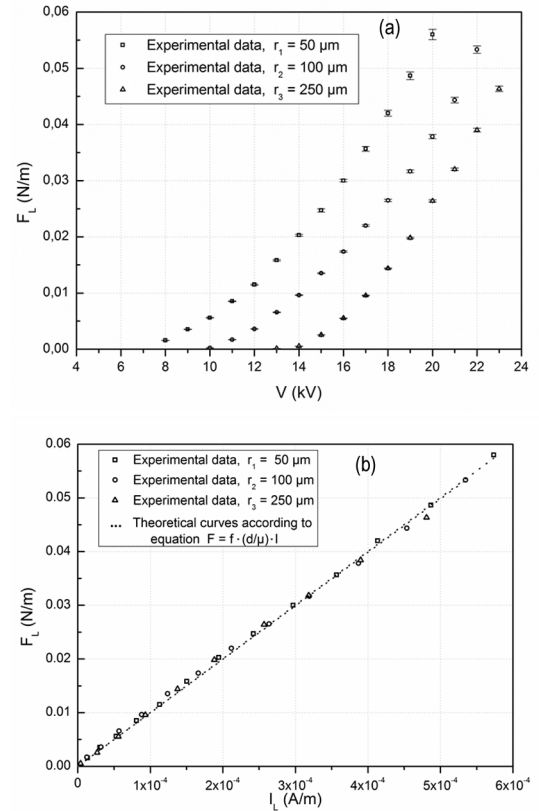 (a)
Experimental data, r₁ = 50 µm
Experimental data, r₂ = 100 µm
Experimental data, r₃ = 250 µm
F_L (N/m)
0,06
0,05
0,04
0,03
0,02
0,01
0,00
4 6 8 10 12 14 16 18 20 22 24
V (kV)
(b)
Experimental data, r₁ = 50 µm
Experimental data, r₂ = 100 µm
Experimental data, r₃ = 250 µm
Theoretical curves according to
equation F = f·(d/µ)·I
F_L (N/m)
0.06
0.05
0.04
0.03
0.02
0.01
0.00
0 1x10⁻⁴ 2x10⁻⁴ 3x10⁻⁴ 4x10⁻⁴ 5x10⁻⁴ 6x10⁻⁴
I_L (A/m)